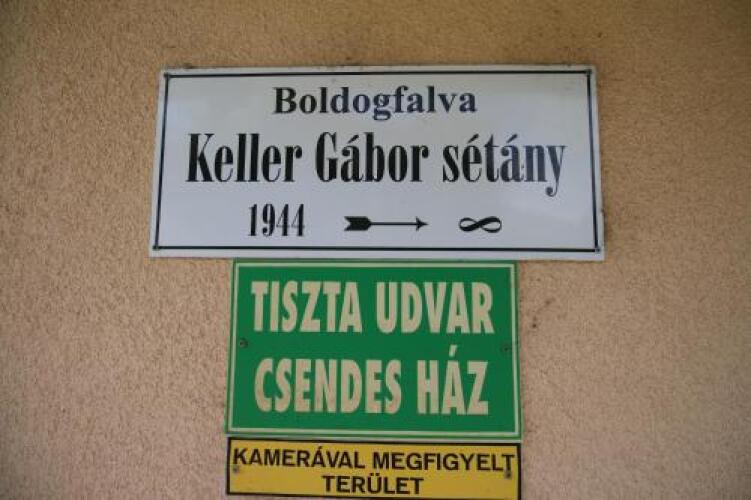 Boldogfalva
Keller Gábor sétány
1944 → ∞
TISZTA UDVAR
CSENDES HÁZ
KAMERÁVAL MEGFIGYELT
TERÜLET